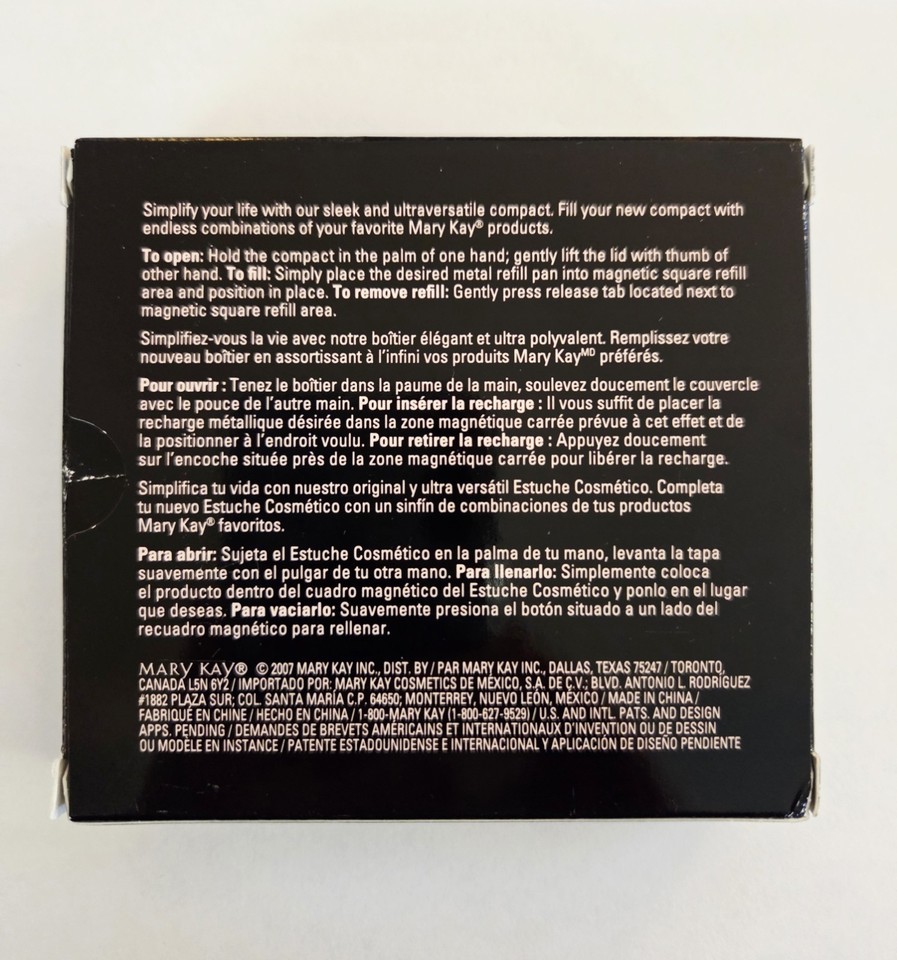 Simplify your life with our sleek and ultraversatile compact. Fill your new compact with
endless combinations of your favorite Mary Kay® products.
To open: Hold the compact in the palm of one hand; gently lift the lid with thumb of
other hand. To fill: Simply place the desired metal refill pan into magnetic square refill
area and position in place. To remove refill: Gently press release tab located next to
magnetic square refill area.
Simplifiez-vous la vie avec notre boîtier élégant et ultra polyvalent. Remplissez votre
nouveau boîtier en assortissant à l'infini vos produits Mary Kay^MD préférés.
Pour ouvrir : Tenez le boîtier dans la paume de la main, soulevez doucement le couvercle
avec le pouce de l'autre main. Pour insérer la recharge : Il vous suffit de placer la
recharge métallique désirée dans la zone magnétique carrée prévue à cet effet et de
la positionner à l'endroit voulu. Pour retirer la recharge : Appuyez doucement
sur l'encoche située près de la zone magnétique carrée pour libérer la recharge.
Simplifica tu vida con nuestro original y ultra versátil Estuche Cosmético. Completa
tu nuevo Estuche Cosmético con un sinfín de combinaciones de tus productos
Mary Kay® favoritos.
Para abrir: Sujeta el Estuche Cosmético en la palma de tu mano, levanta la tapa
suavemente con el pulgar de tu otra mano. Para llenarlo: Simplemente coloca
el producto dentro del cuadro magnético del Estuche Cosmético y ponlo en el lugar
que deseas. Para vaciarlo: Suavemente presiona el botón situado a un lado del
recuadro magnético para rellenar.
MARY KAY® © 2007 MARY KAY INC., DIST. BY / PAR MARY KAY INC., DALLAS, TEXAS 75247 / TORONTO,
CANADA L5N 6Y2 / IMPORTADO POR: MARY KAY COSMETICS DE MÉXICO, S.A. DE C.V.; BLVD. ANTONIO L. RODRÍGUEZ
#1882 PLAZA SUR; COL. SANTA MARÍA C.P. 64650; MONTERREY, NUEVO LEÓN, MÉXICO / MADE IN CHINA /
FABRIQUÉ EN CHINE / HECHO EN CHINA / 1-800-MARY KAY (1-800-627-9529) / U.S. AND INTL. PATS. AND DESIGN
APPS. PENDING / DEMANDES DE BREVETS AMÉRICAINS ET INTERNATIONAUX D'INVENTION OU DE DESSIN
OU MODÈLE EN INSTANCE / PATENTE ESTADOUNIDENSE E INTERNACIONAL Y APLICACIÓN DE DISEÑO PENDIENTE